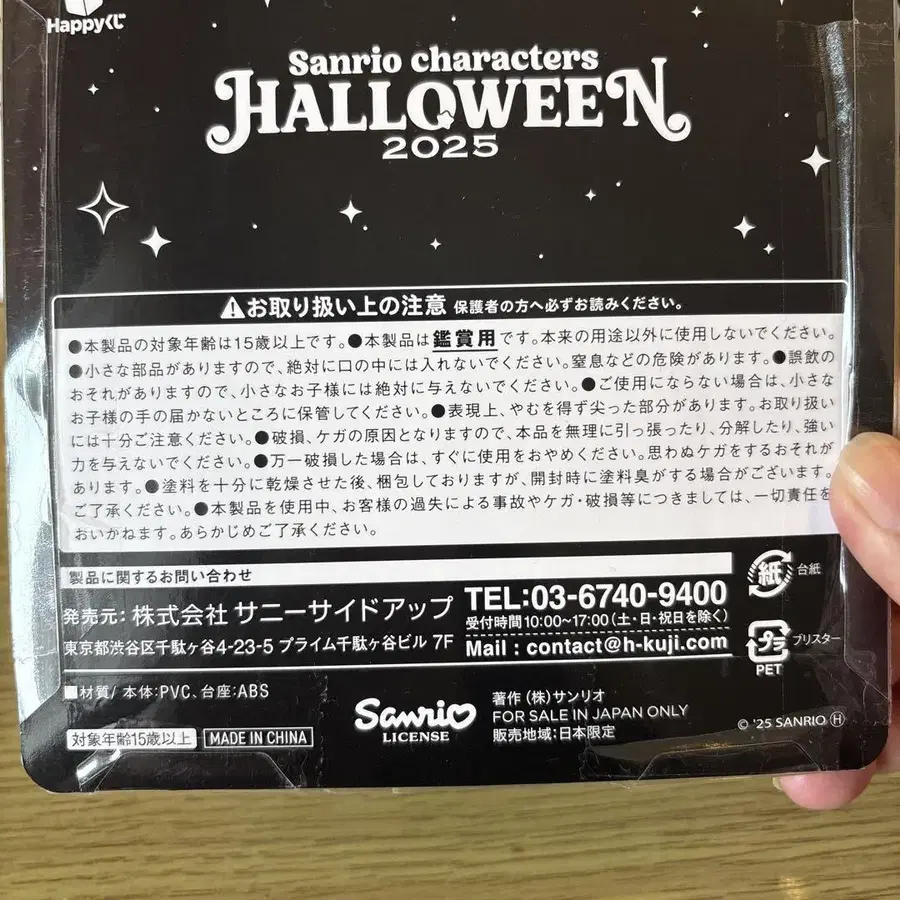 Happyくじ
Sanrio characters
HALLOWEEN
2025
⚠お取り扱い上の注意 保護者の方へ必ずお読みください。
●本製品の対象年齢は15歳以上です。●本製品は鑑賞用です。本来の用途以外に使用しないでください。
●小さな部品がありますので、絶対に口の中には入れないでください。窒息などの危険があります。●誤飲の
おそれがありますので、小さなお子様には絶対に与えないでください。●ご使用にならない場合は、小さな
お子様の手の届かないところに保管してください。●表現上、やむを得ず尖った部分があります。お取り扱い
には十分ご注意ください。●破損、ケガの原因となりますので、本品を無理に引っ張ったり、分解したり、強い
力を与えないでください。●万一破損した場合は、すぐに使用をおやめください。思わぬケガをするおそれが
あります。●塗料を十分に乾燥させた後、梱包しておりますが、開封時に塗料臭がする場合がございます。
ご了承ください。●本製品を使用中、お客様の過失による事故やケガ・破損等につきましては、一切責任を
おいかねます。あらかじめご了承ください。
製品に関するお問い合わせ
発売元: 株式会社 サニーサイドアップ
東京都渋谷区千駄ヶ谷4-23-5 プライム千駄ヶ谷ビル 7F
TEL:03-6740-9400
受付時間10:00~17:00(土・日・祝日を除く)
Mail : contact@h-kuji.com
紙 台紙
プラ ブリスター
PET
■材質/ 本体:PVC、台座:ABS
対象年齢15歳以上 MADE IN CHINA
Sanrio
LICENSE
著作 (株)サンリオ
FOR SALE IN JAPAN ONLY
販売地域:日本限定
© '25 SANRIO Ⓗ